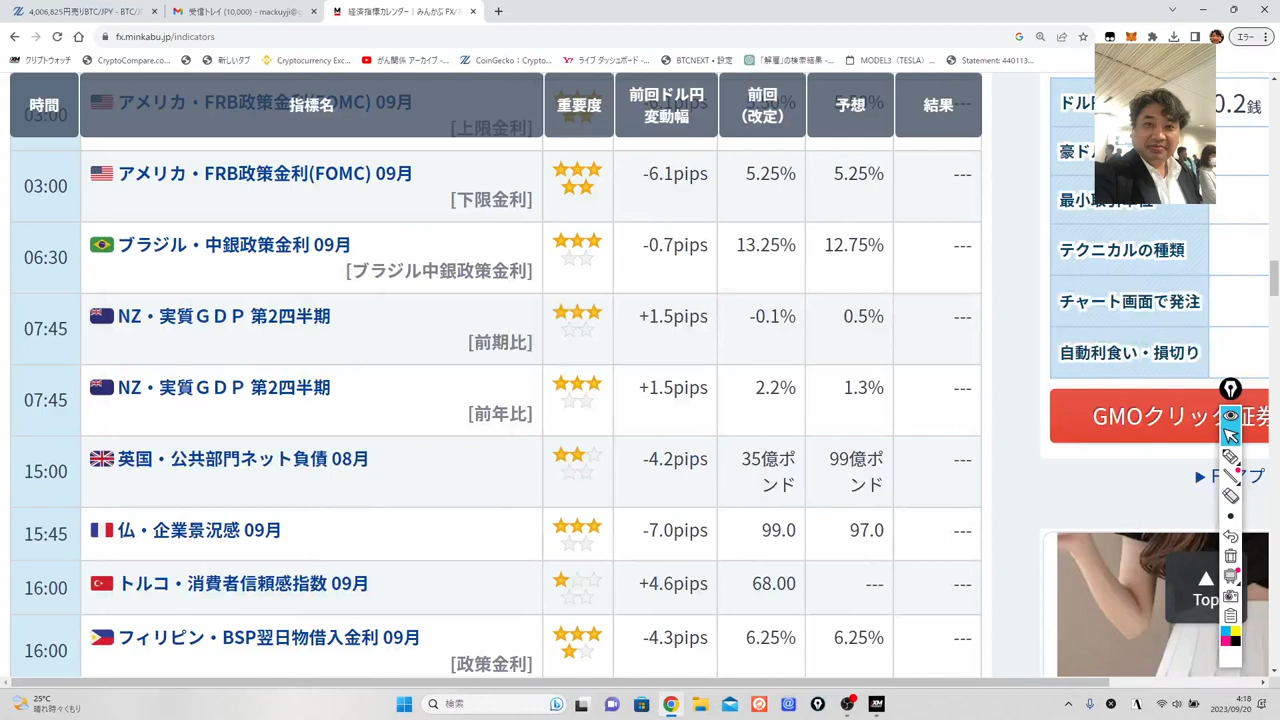 4,006,825円売りBTC/JPY - BTC/J
受信トレイ (10,000) - mackuyji@g
経済指標カレンダー | みんかぶ FX/
fx.minkabu.jp/indicators
エラー
クリプトウォッチ
CryptoCompare.co...
新しいタブ
Cryptocurrency Exc...
がん関係 アーカイブ -...
CoinGecko : Crypto...
ライブ ダッシュボード -...
BTCNEXT • 設定
「解雇」の検索結果 -...
MODEL3（TESLA）...
Statement: 440113...
時間
指標名
重要度
前回ドル円
変動幅
前回
（改定）
予想
結果
03:00
アメリカ・FRB政策金利(FOMC) 09月
[上限金利]
---
03:00
アメリカ・FRB政策金利(FOMC) 09月
[下限金利]
-6.1pips
5.25%
5.25%
---
06:30
ブラジル・中銀政策金利 09月
[ブラジル中銀政策金利]
-0.7pips
13.25%
12.75%
---
07:45
NZ・実質ＧＤＰ 第2四半期
[前期比]
+1.5pips
-0.1%
0.5%
---
07:45
NZ・実質ＧＤＰ 第2四半期
[前年比]
+1.5pips
2.2%
1.3%
---
15:00
英国・公共部門ネット負債 08月
-4.2pips
35億ポ
ンド
99億ポ
ンド
---
15:45
仏・企業景況感 09月
-7.0pips
99.0
97.0
---
16:00
トルコ・消費者信頼感指数 09月
+4.6pips
68.00
---
---
16:00
フィリピン・BSP翌日物借入金利 09月
[政策金利]
-4.3pips
6.25%
6.25%
---
ドル
0.2銭
豪ド
最小取引単位
テクニカルの種類
チャート画面で発注
自動利食い・損切り
GMOクリック証券
▶ F
プ
▲
Top
25°C
晴れ時々くもり
検索
A
4:18
2023/09/20